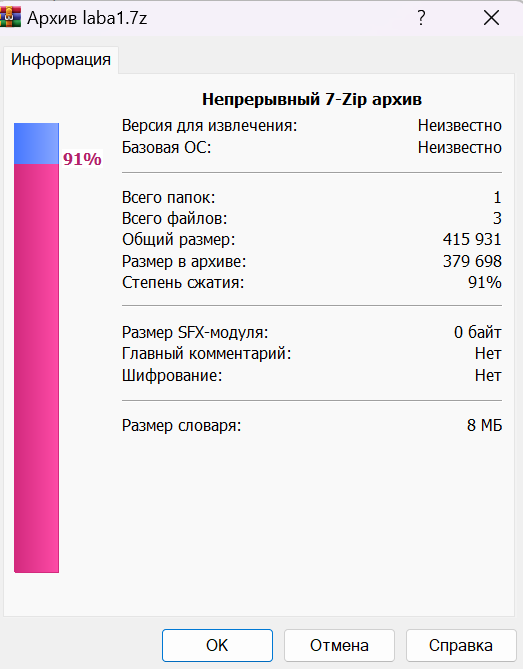 Архив laba1.7z ?
Информация
Непрерывный 7-Zip архив
91%
Версия для извлечения: Неизвестно
Базовая ОС: Неизвестно
Всего папок: 1
Всего файлов: 3
Общий размер: 415 931
Размер в архиве: 379 698
Степень сжатия: 91%
Размер SFX-модуля: 0 байт
Главный комментарий: Нет
Шифрование: Нет
Размер словаря: 8 МБ
OK Отмена Справка